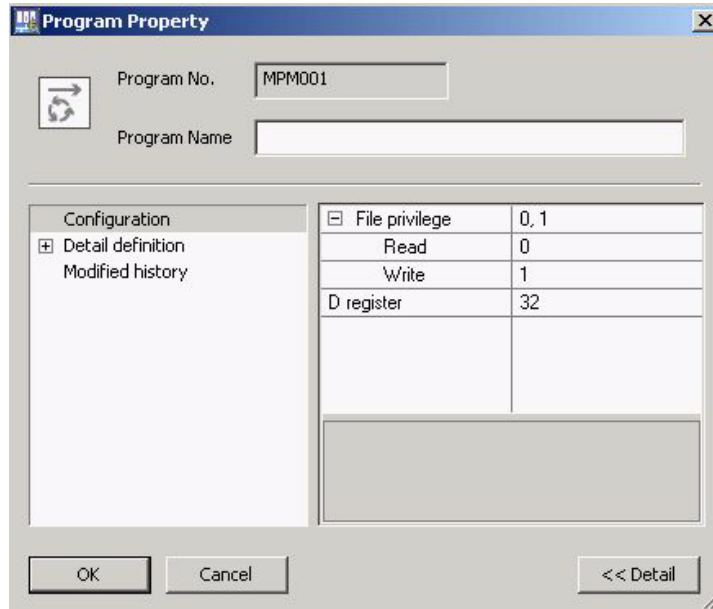 Program Property
Program No. MPM001
Program Name
Configuration
Detail definition
Modified history
File privilege 0, 1
Read 0
Write 1
D register 32
OK Cancel << Detail